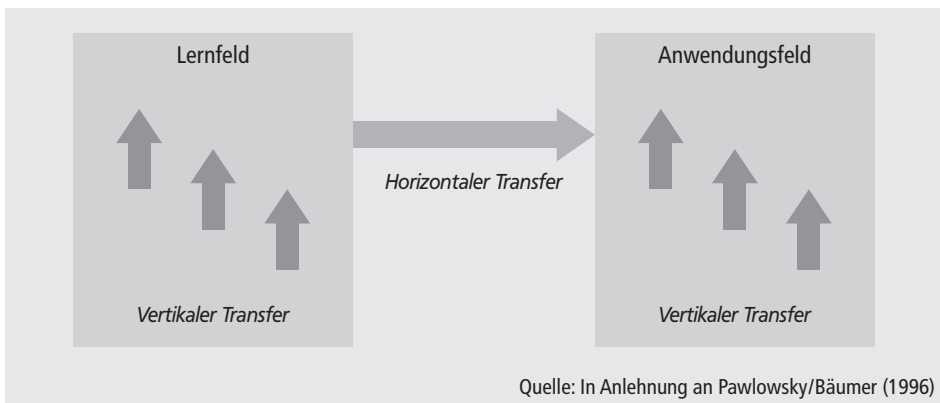 Lernfeld
Anwendungsfeld
Horizontaler Transfer
Vertikaler Transfer
Vertikaler Transfer
Quelle: In Anlehnung an Pawlowsky/Bäumer (1996)